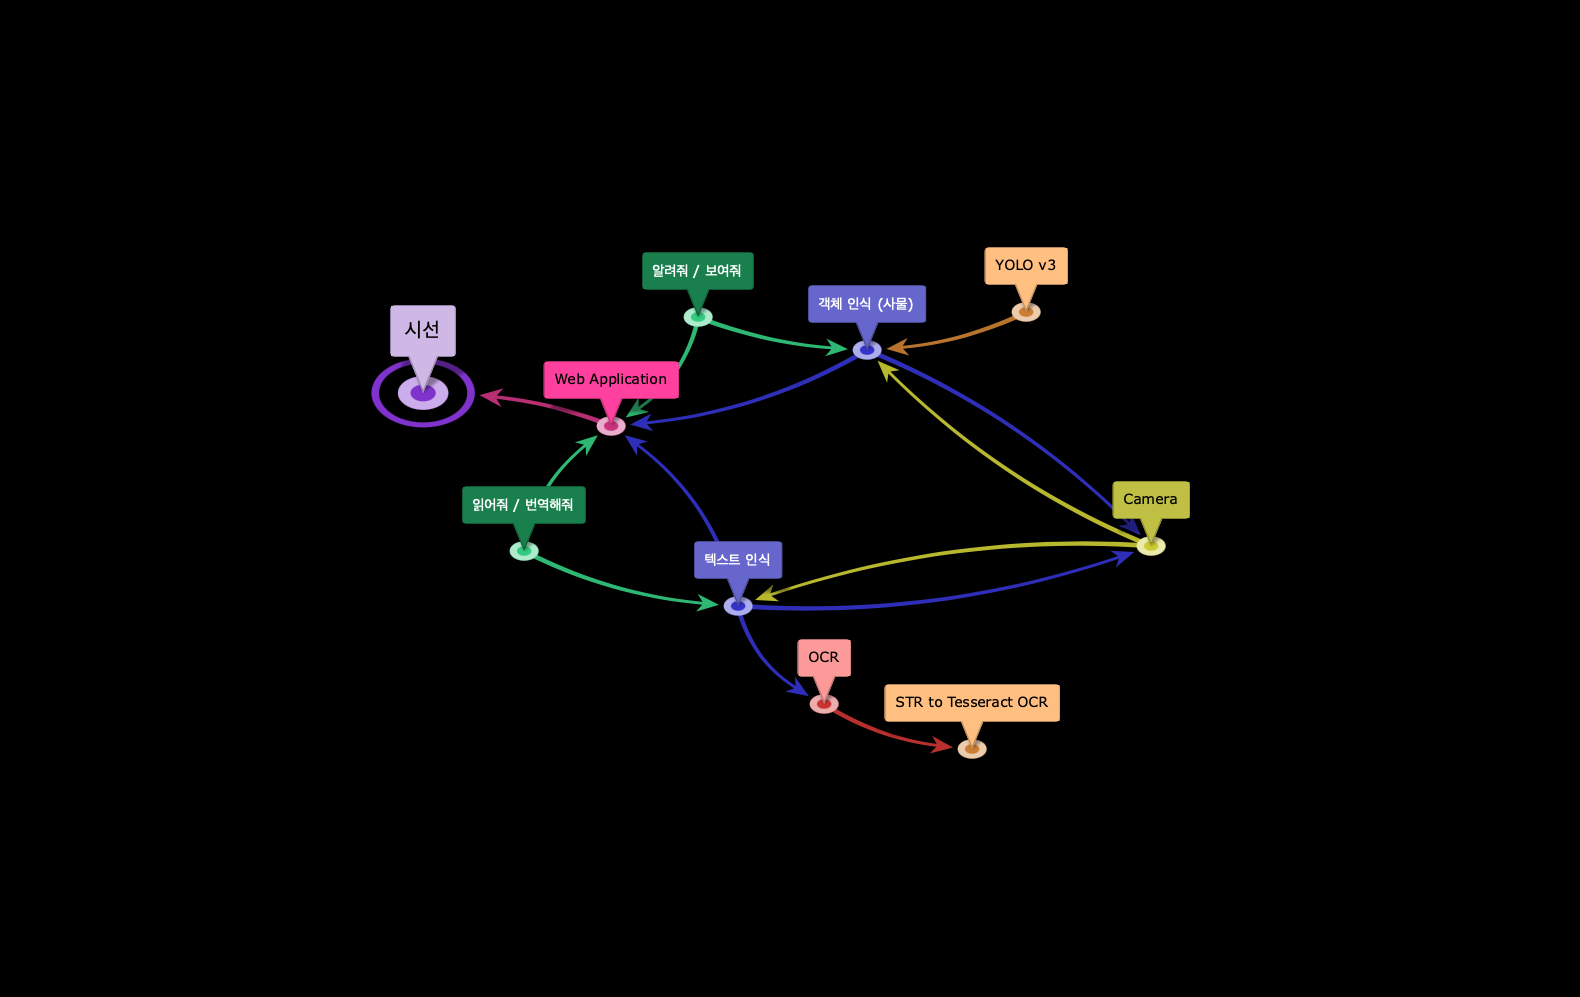 YOLO v3
알려줘 / 보여줘
객체 인식 (사물)
시선
Web Application
Camera
읽어줘 / 번역해줘
텍스트 인식
OCR
STR to Tesseract OCR